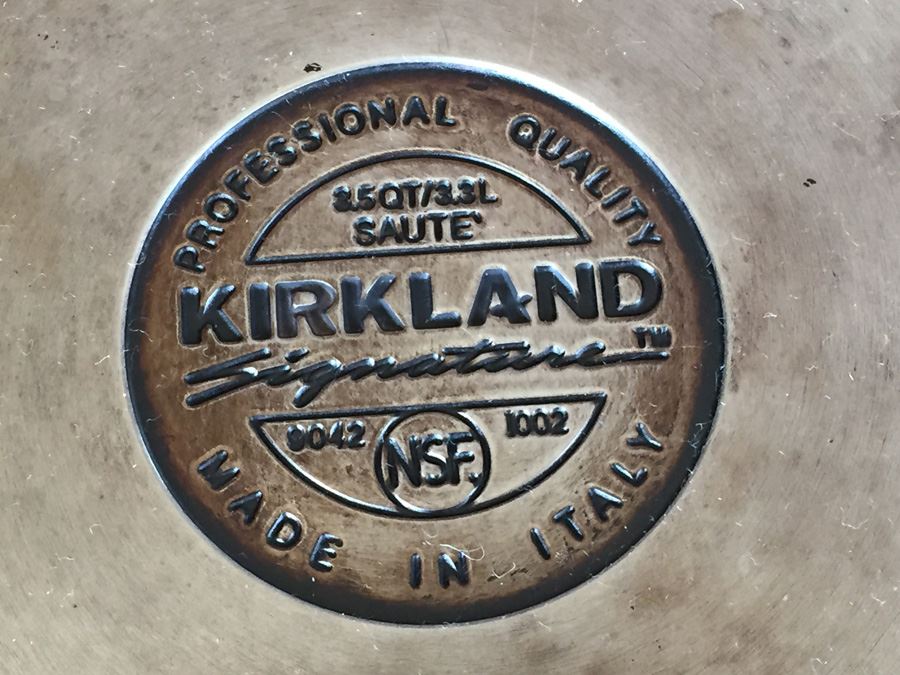 PROFESSIONAL QUALITY
3.5QT/3.3L
SAUTE'
KIRKLAND
Signature™
9042 NSF. 1002
MADE IN ITALY